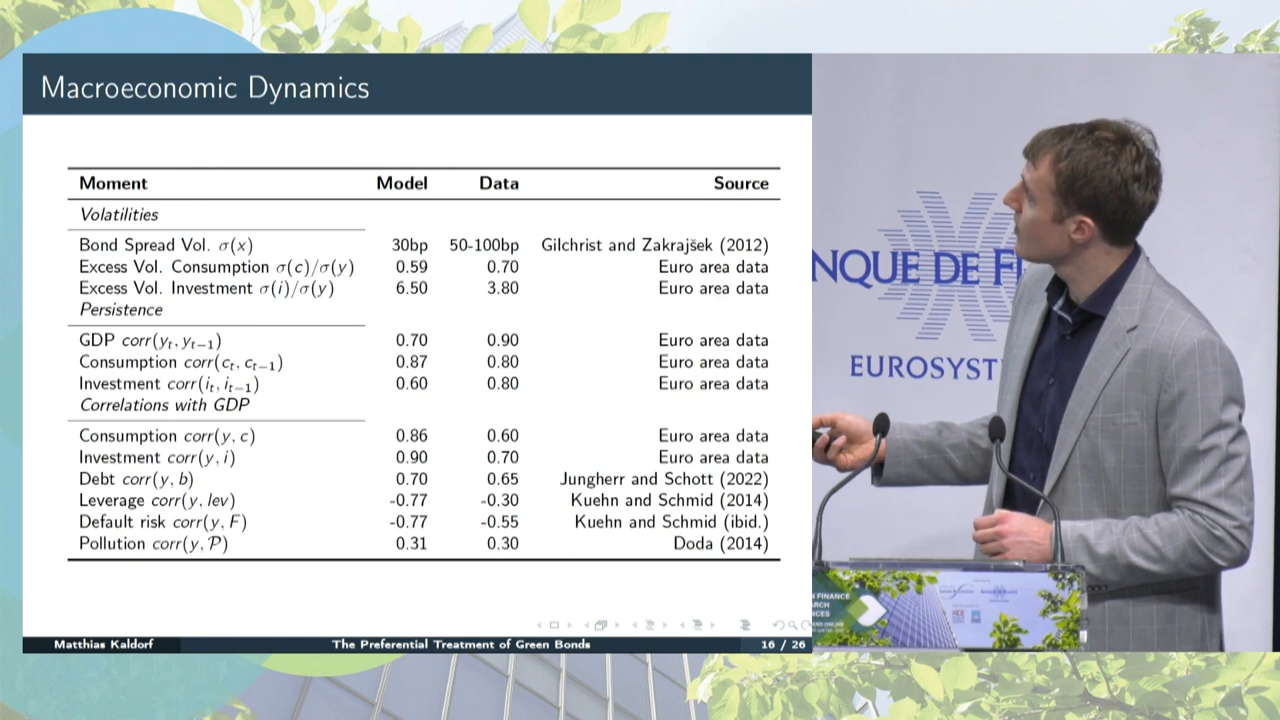 Macroeconomic Dynamics
Moment Model Data Source
Volatilities
Bond Spread Vol. σ(x) 30bp 50-100bp Gilchrist and Zakrajšek (2012)
Excess Vol. Consumption σ(c)/σ(y) 0.59 0.70 Euro area data
Excess Vol. Investment σ(i)/σ(y) 6.50 3.80 Euro area data
Persistence
GDP corr(yₜ, yₜ₋₁) 0.70 0.90 Euro area data
Consumption corr(cₜ, cₜ₋₁) 0.87 0.80 Euro area data
Investment corr(iₜ, iₜ₋₁) 0.60 0.80 Euro area data
Correlations with GDP
Consumption corr(y, c) 0.86 0.60 Euro area data
Investment corr(y, i) 0.90 0.70 Euro area data
Debt corr(y, b) 0.70 0.65 Jungherr and Schott (2022)
Leverage corr(y, lev) -0.77 -0.30 Kuehn and Schmid (2014)
Default risk corr(y, F) -0.77 -0.55 Kuehn and Schmid (ibid.)
Pollution corr(y, 𝒫) 0.31 0.30 Doda (2014)
Matthias Kaldorf The Preferential Treatment of Green Bonds 16 / 26
NQUE DE F
EUROSYST
FINANCE